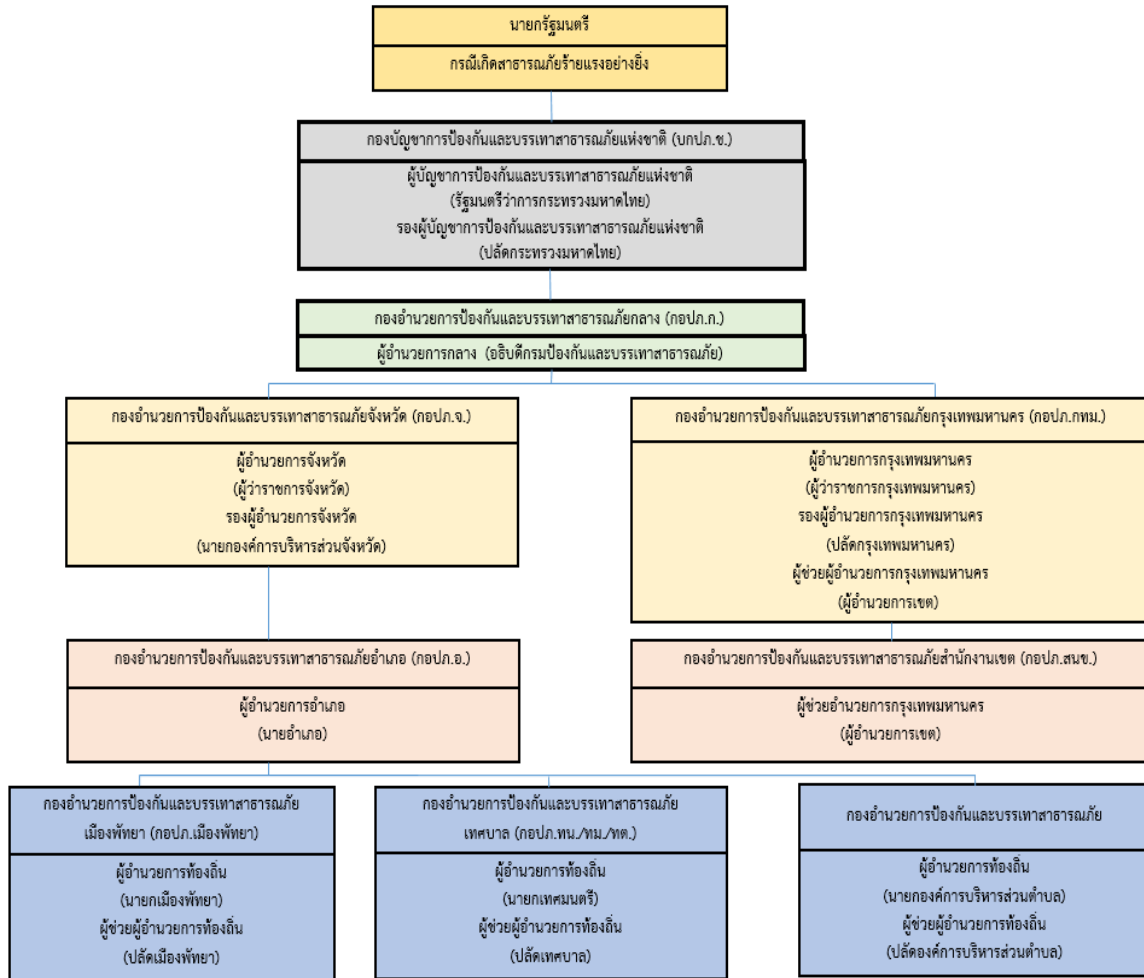 นายกรัฐมนตรี
กรณีเกิดสาธารณภัยร้ายแรงอย่างยิ่ง
กองบัญชาการป้องกันและบรรเทาสาธารณภัยแห่งชาติ (บกปภ.ช.)
ผู้บัญชาการป้องกันและบรรเทาสาธารณภัยแห่งชาติ
(รัฐมนตรีว่าการกระทรวงมหาดไทย)
รองผู้บัญชาการป้องกันและบรรเทาสาธารณภัยแห่งชาติ
(ปลัดกระทรวงมหาดไทย)
กองอำนวยการป้องกันและบรรเทาสาธารณภัยกลาง (กอปภ.ก.)
ผู้อำนวยการกลาง (อธิบดีกรมป้องกันและบรรเทาสาธารณภัย)
กองอำนวยการป้องกันและบรรเทาสาธารณภัยจังหวัด (กอปภ.จ.)
ผู้อำนวยการจังหวัด
(ผู้ว่าราชการจังหวัด)
รองผู้อำนวยการจังหวัด
(นายกองค์การบริหารส่วนจังหวัด)
กองอำนวยการป้องกันและบรรเทาสาธารณภัยกรุงเทพมหานคร (กอปภ.กทม.)
ผู้อำนวยการกรุงเทพมหานคร
(ผู้ว่าราชการกรุงเทพมหานคร)
รองผู้อำนวยการกรุงเทพมหานคร
(ปลัดกรุงเทพมหานคร)
ผู้ช่วยผู้อำนวยการกรุงเทพมหานคร
(ผู้อำนวยการเขต)
กองอำนวยการป้องกันและบรรเทาสาธารณภัยอำเภอ (กอปภ.อ.)
ผู้อำนวยการอำเภอ
(นายอำเภอ)
กองอำนวยการป้องกันและบรรเทาสาธารณภัยสำนักงานเขต (กอปภ.สนข.)
ผู้ช่วยอำนวยการกรุงเทพมหานคร
(ผู้อำนวยการเขต)
กองอำนวยการป้องกันและบรรเทาสาธารณภัย
เมืองพัทยา (กอปภ.เมืองพัทยา)
ผู้อำนวยการท้องถิ่น
(นายกเมืองพัทยา)
ผู้ช่วยผู้อำนวยการท้องถิ่น
(ปลัดเมืองพัทยา)
กองอำนวยการป้องกันและบรรเทาสาธารณภัย
เทศบาล (กอปภ.ทน./ทม./ทต.)
ผู้อำนวยการท้องถิ่น
(นายกเทศมนตรี)
ผู้ช่วยผู้อำนวยการท้องถิ่น
(ปลัดเทศบาล)
กองอำนวยการป้องกันและบรรเทาสาธารณภัย
ผู้อำนวยการท้องถิ่น
(นายกองค์การบริหารส่วนตำบล)
ผู้ช่วยผู้อำนวยการท้องถิ่น
(ปลัดองค์การบริหารส่วนตำบล)